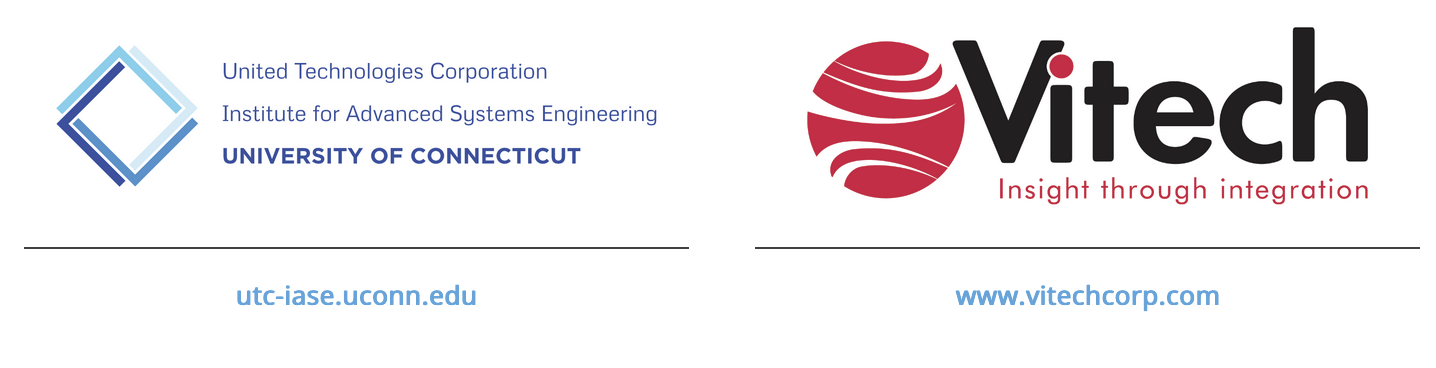 United Technologies Corporation
Institute for Advanced Systems Engineering
UNIVERSITY OF CONNECTICUT
utc-iase.uconn.edu
Vitech
Insight through integration
www.vitechcorp.com